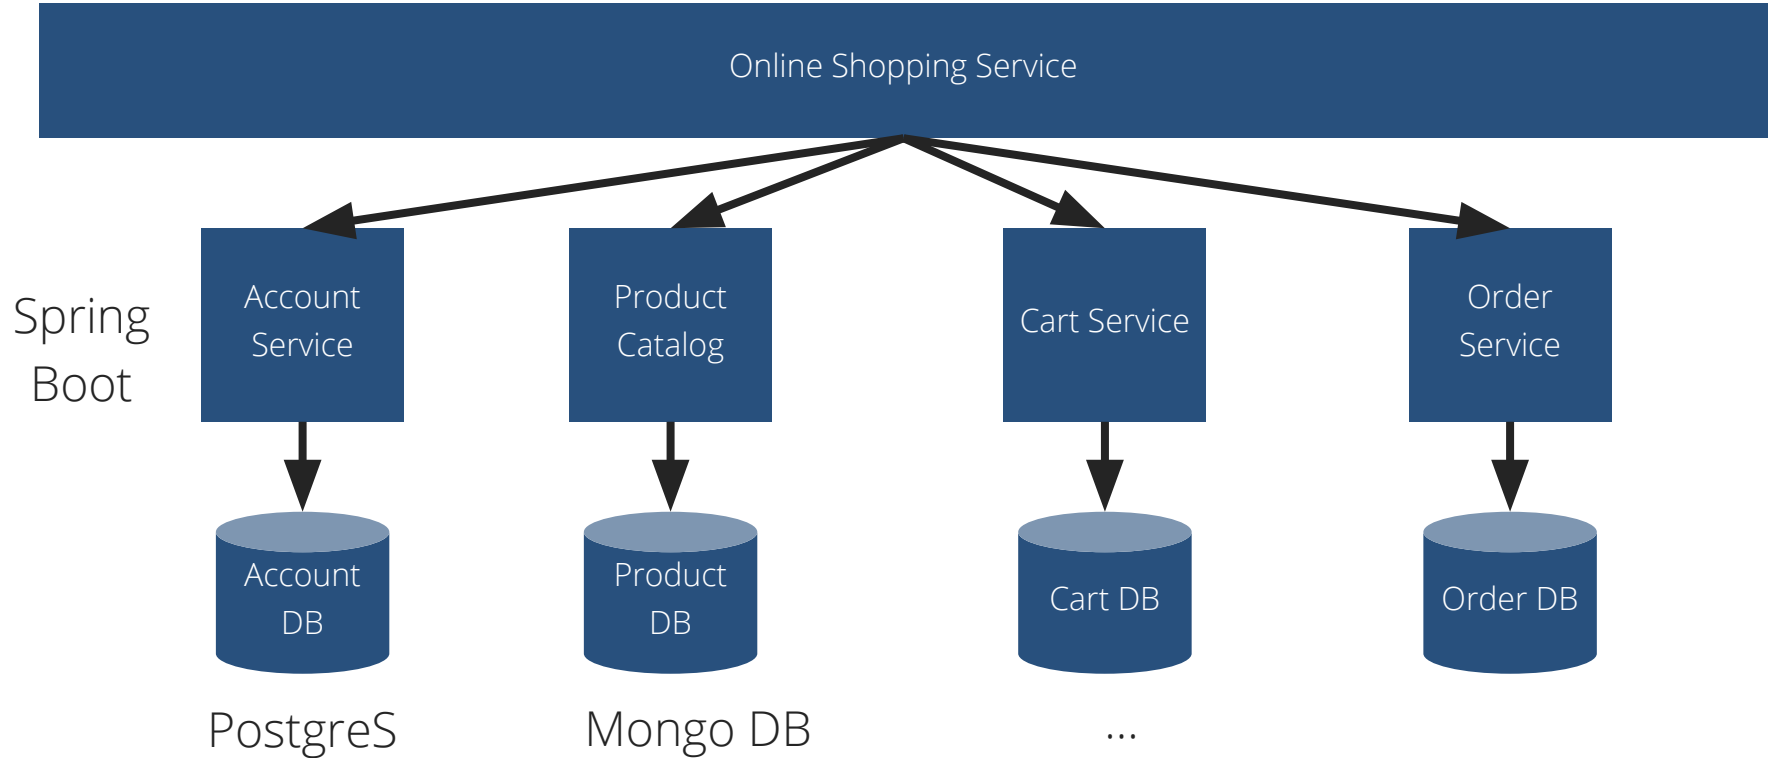 Online Shopping Service
Spring
Boot
Account
Service
Product
Catalog
Cart Service
Order
Service
Account
DB
Product
DB
Cart DB
Order DB
PostgreS
Mongo DB
...